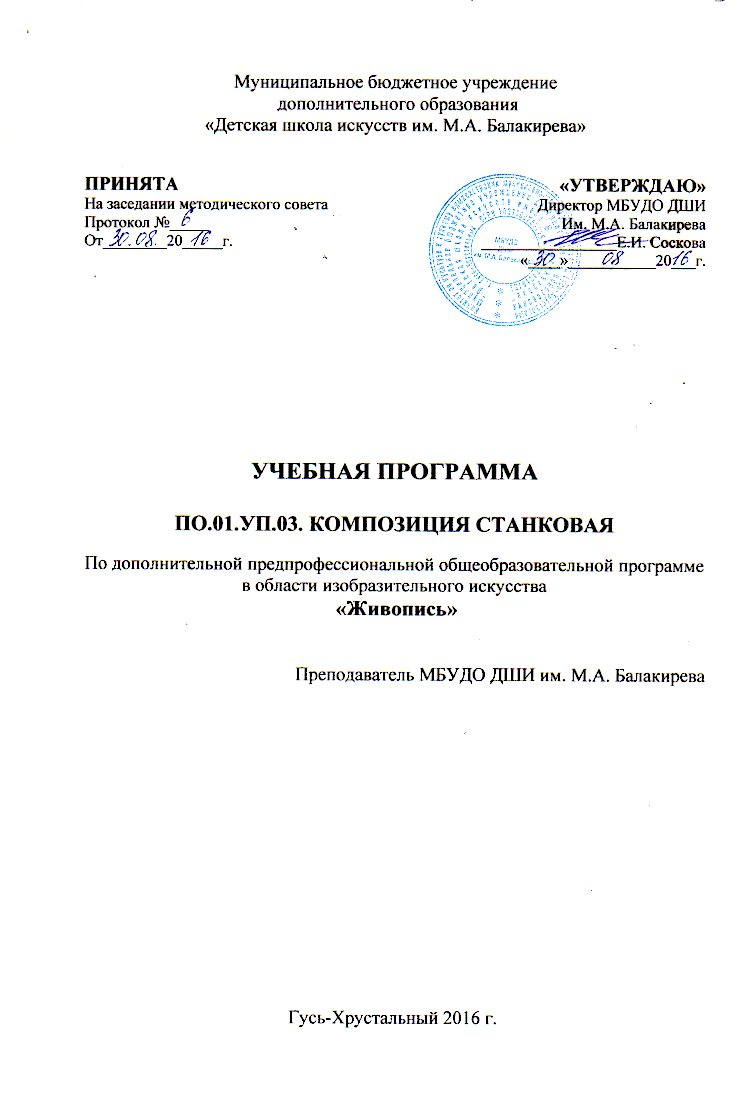 Муниципальное бюджетное учреждение
дополнительного образования
«Детская школа искусств им. М.А. Балакирева»
ПРИНЯТА
На заседании методического совета
Протокол № 6
От 30.08. 20 16 г.
«УТВЕРЖДАЮ»
Директор МБУДО ДШИ
Им. М.А. Балакирева
Е.И. Соскова
« 30 » 08 2016 г.
МБУДО
УЧЕБНАЯ ПРОГРАММА
ПО.01.УП.03. КОМПОЗИЦИЯ СТАНКОВАЯ
По дополнительной предпрофессиональной общеобразовательной программе
в области изобразительного искусства
«Живопись»
Преподаватель МБУДО ДШИ им. М.А. Балакирева
Гусь-Хрустальный 2016 г.